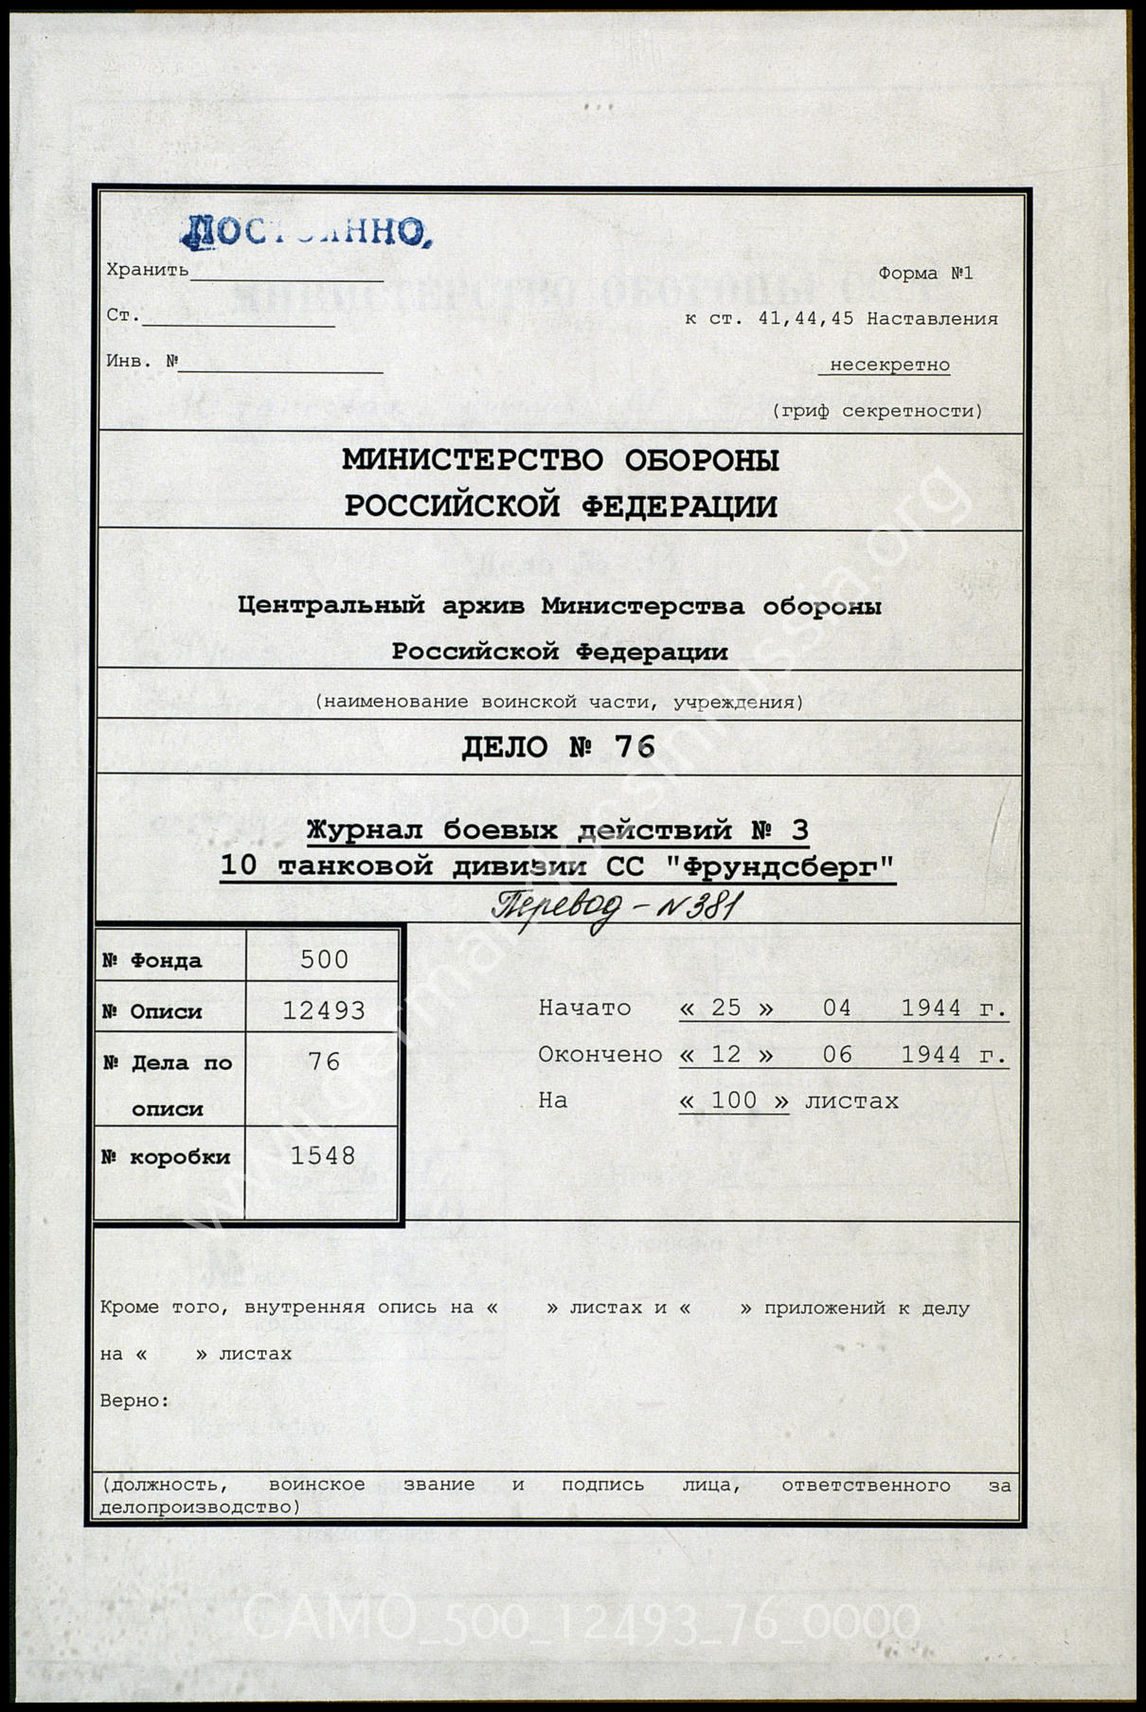 ПОСТОЯННО.
Хранить
Форма №1
Ст.
к ст. 41,44,45 Наставления
Инв. №
несекретно
(гриф секретности)
МИНИСТЕРСТВО ОБОРОНЫ
РОССИЙСКОЙ ФЕДЕРАЦИИ
Центральный архив Министерства обороны
Российской Федерации
(наименование воинской части, учреждения)
ДЕЛО № 76
Журнал боевых действий № 3
10 танковой дивизии СС "Фрундсберг"
Перевод - N 381
№ Фонда 500
№ Описи 12493
№ Дела по 76
описи
№ коробки 1548
Начато « 25 » 04 1944 г.
Окончено « 12 » 06 1944 г.
На « 100 » листах
Кроме того, внутренняя опись на « » листах и « » приложений к делу
на « » листах
Верно:
(должность, воинское звание и подпись лица, ответственного за
делопроизводство)
www.germandocsinrussia.org
CAMO_500_12493_76_0000